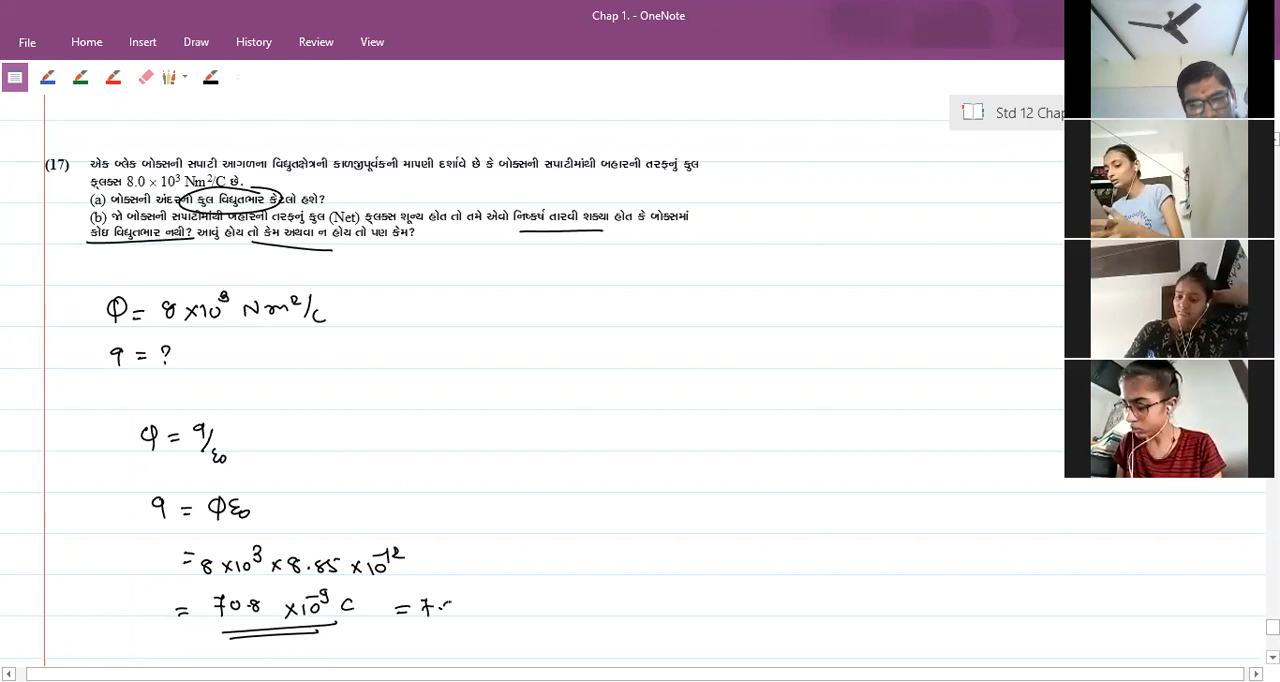 Chap 1. - OneNote
File Home Insert Draw History Review View
Std 12 Chap
(17) એક બ્લેક બોક્સની સપાટી આગળના વિદ્યુતક્ષેત્રની કાળજીપૂર્વકની માપણી દર્શાવે છે કે બોક્સની સપાટીમાંથી બહારની તરફનું કુલ
ફ્લક્સ 8.0 × 10³ Nm²/C છે.
(a) બોક્સની અંદરનો કુલ વિદ્યુતભાર કેટલો હશે?
(b) જો બોક્સની સપાટીમાંથી બહારની તરફનું કુલ (Net) ફ્લક્સ શૂન્ય હોત તો તમે એવો નિષ્કર્ષ તારવી શક્યા હોત કે બોક્સમાં
કોઇ વિદ્યુતભાર નથી? આવું હોય તો કેમ અથવા ન હોય તો પણ કેમ?
Φ = 8 × 10³ Nm²/C
q = ?
Φ = q/ε₀
q = Φε₀
= 8 × 10³ × 8.85 × 10⁻¹²
= 70.8 × 10⁻⁹ C = 7.